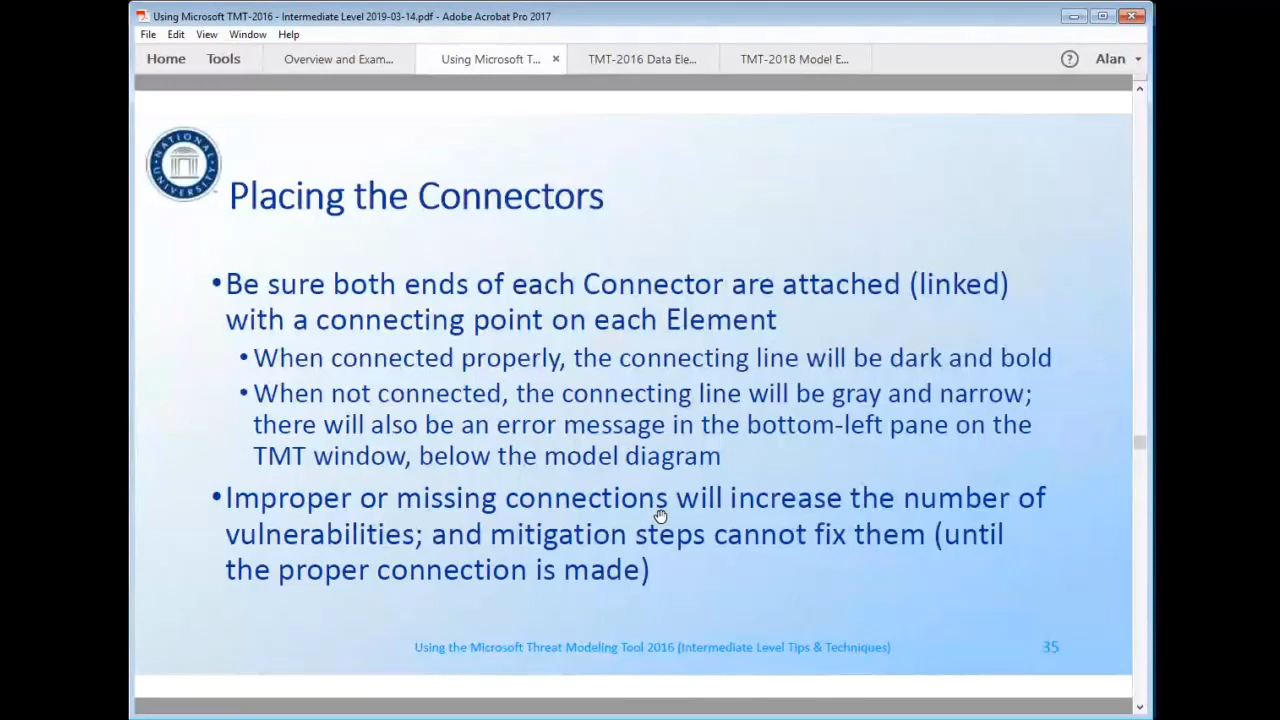 Using Microsoft TMT-2016 - Intermediate Level 2019-03-14.pdf - Adobe Acrobat Pro 2017
File Edit View Window Help
Home Tools Overview and Exam... Using Microsoft T... × TMT-2016 Data Ele... TMT-2018 Model E... ? Alan
NATIONAL UNIVERSITY
Placing the Connectors
•Be sure both ends of each Connector are attached (linked)
with a connecting point on each Element
•When connected properly, the connecting line will be dark and bold
•When not connected, the connecting line will be gray and narrow;
there will also be an error message in the bottom-left pane on the
TMT window, below the model diagram
•Improper or missing connections will increase the number of
vulnerabilities; and mitigation steps cannot fix them (until
the proper connection is made)
Using the Microsoft Threat Modeling Tool 2016 (Intermediate Level Tips & Techniques) 35